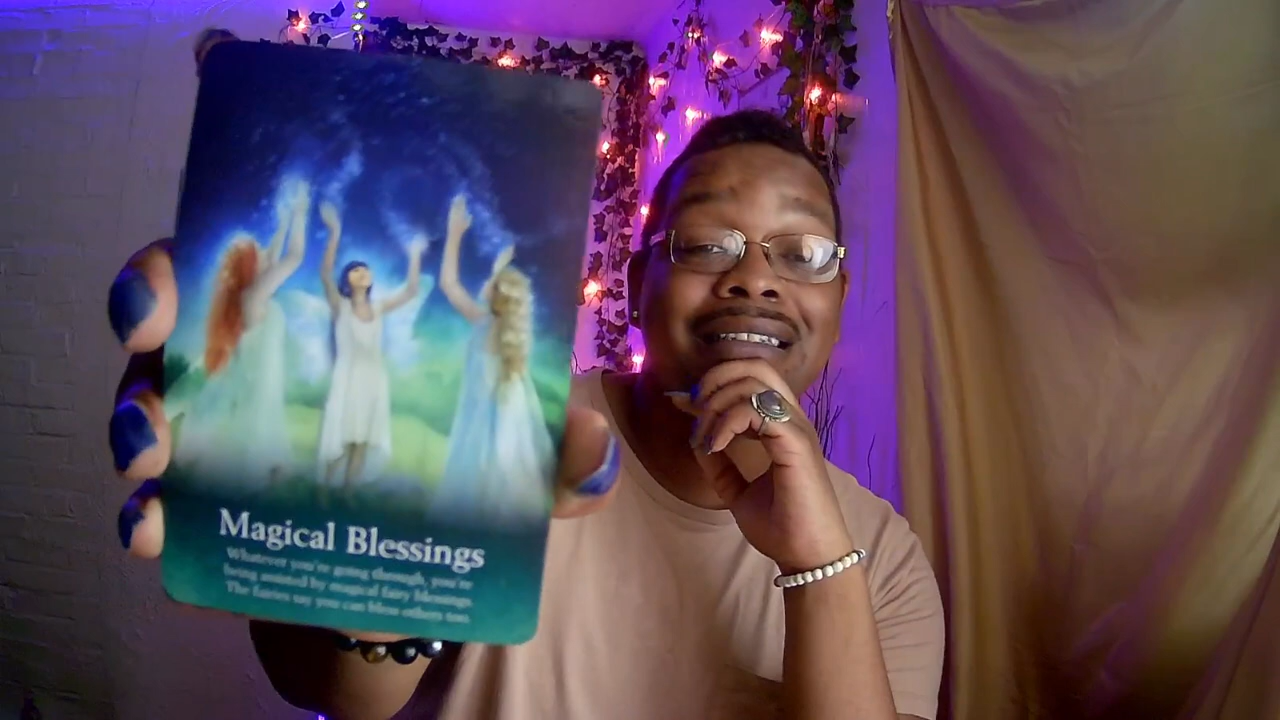 Magical Blessings
Whatever you're going through, you're
being assisted by magical fairy blessings.
The fairies say you can bless others too.